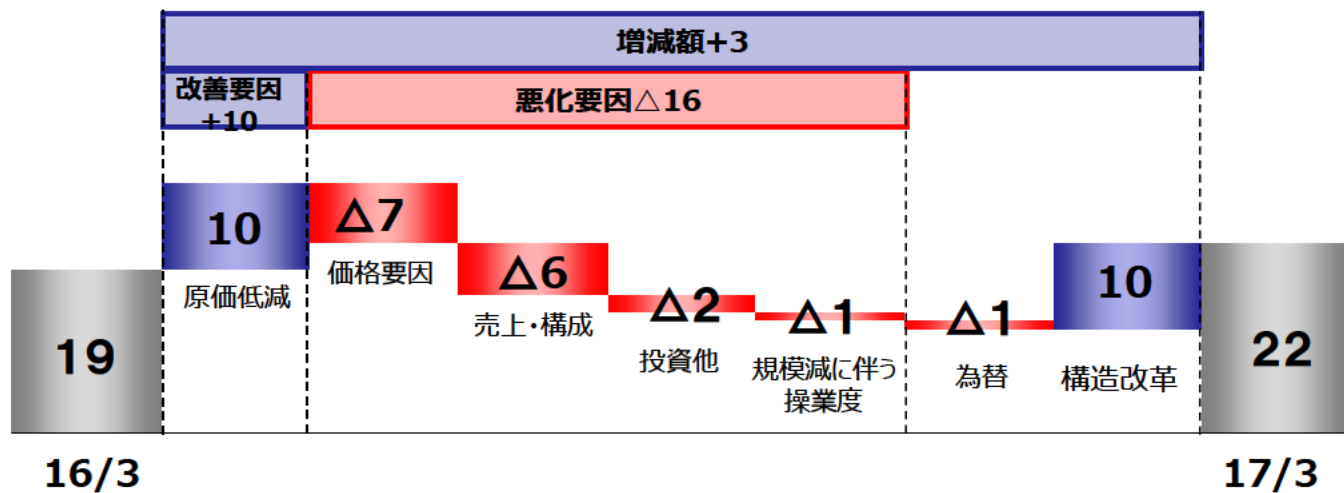 増減額+3
改善要因
+10
悪化要因△16
10
△7
△6
△2
△1
△1
10
19
22
原価低減
価格要因
売上・構成
投資他
規模減に伴う
操業度
為替
構造改革
16/3
17/3